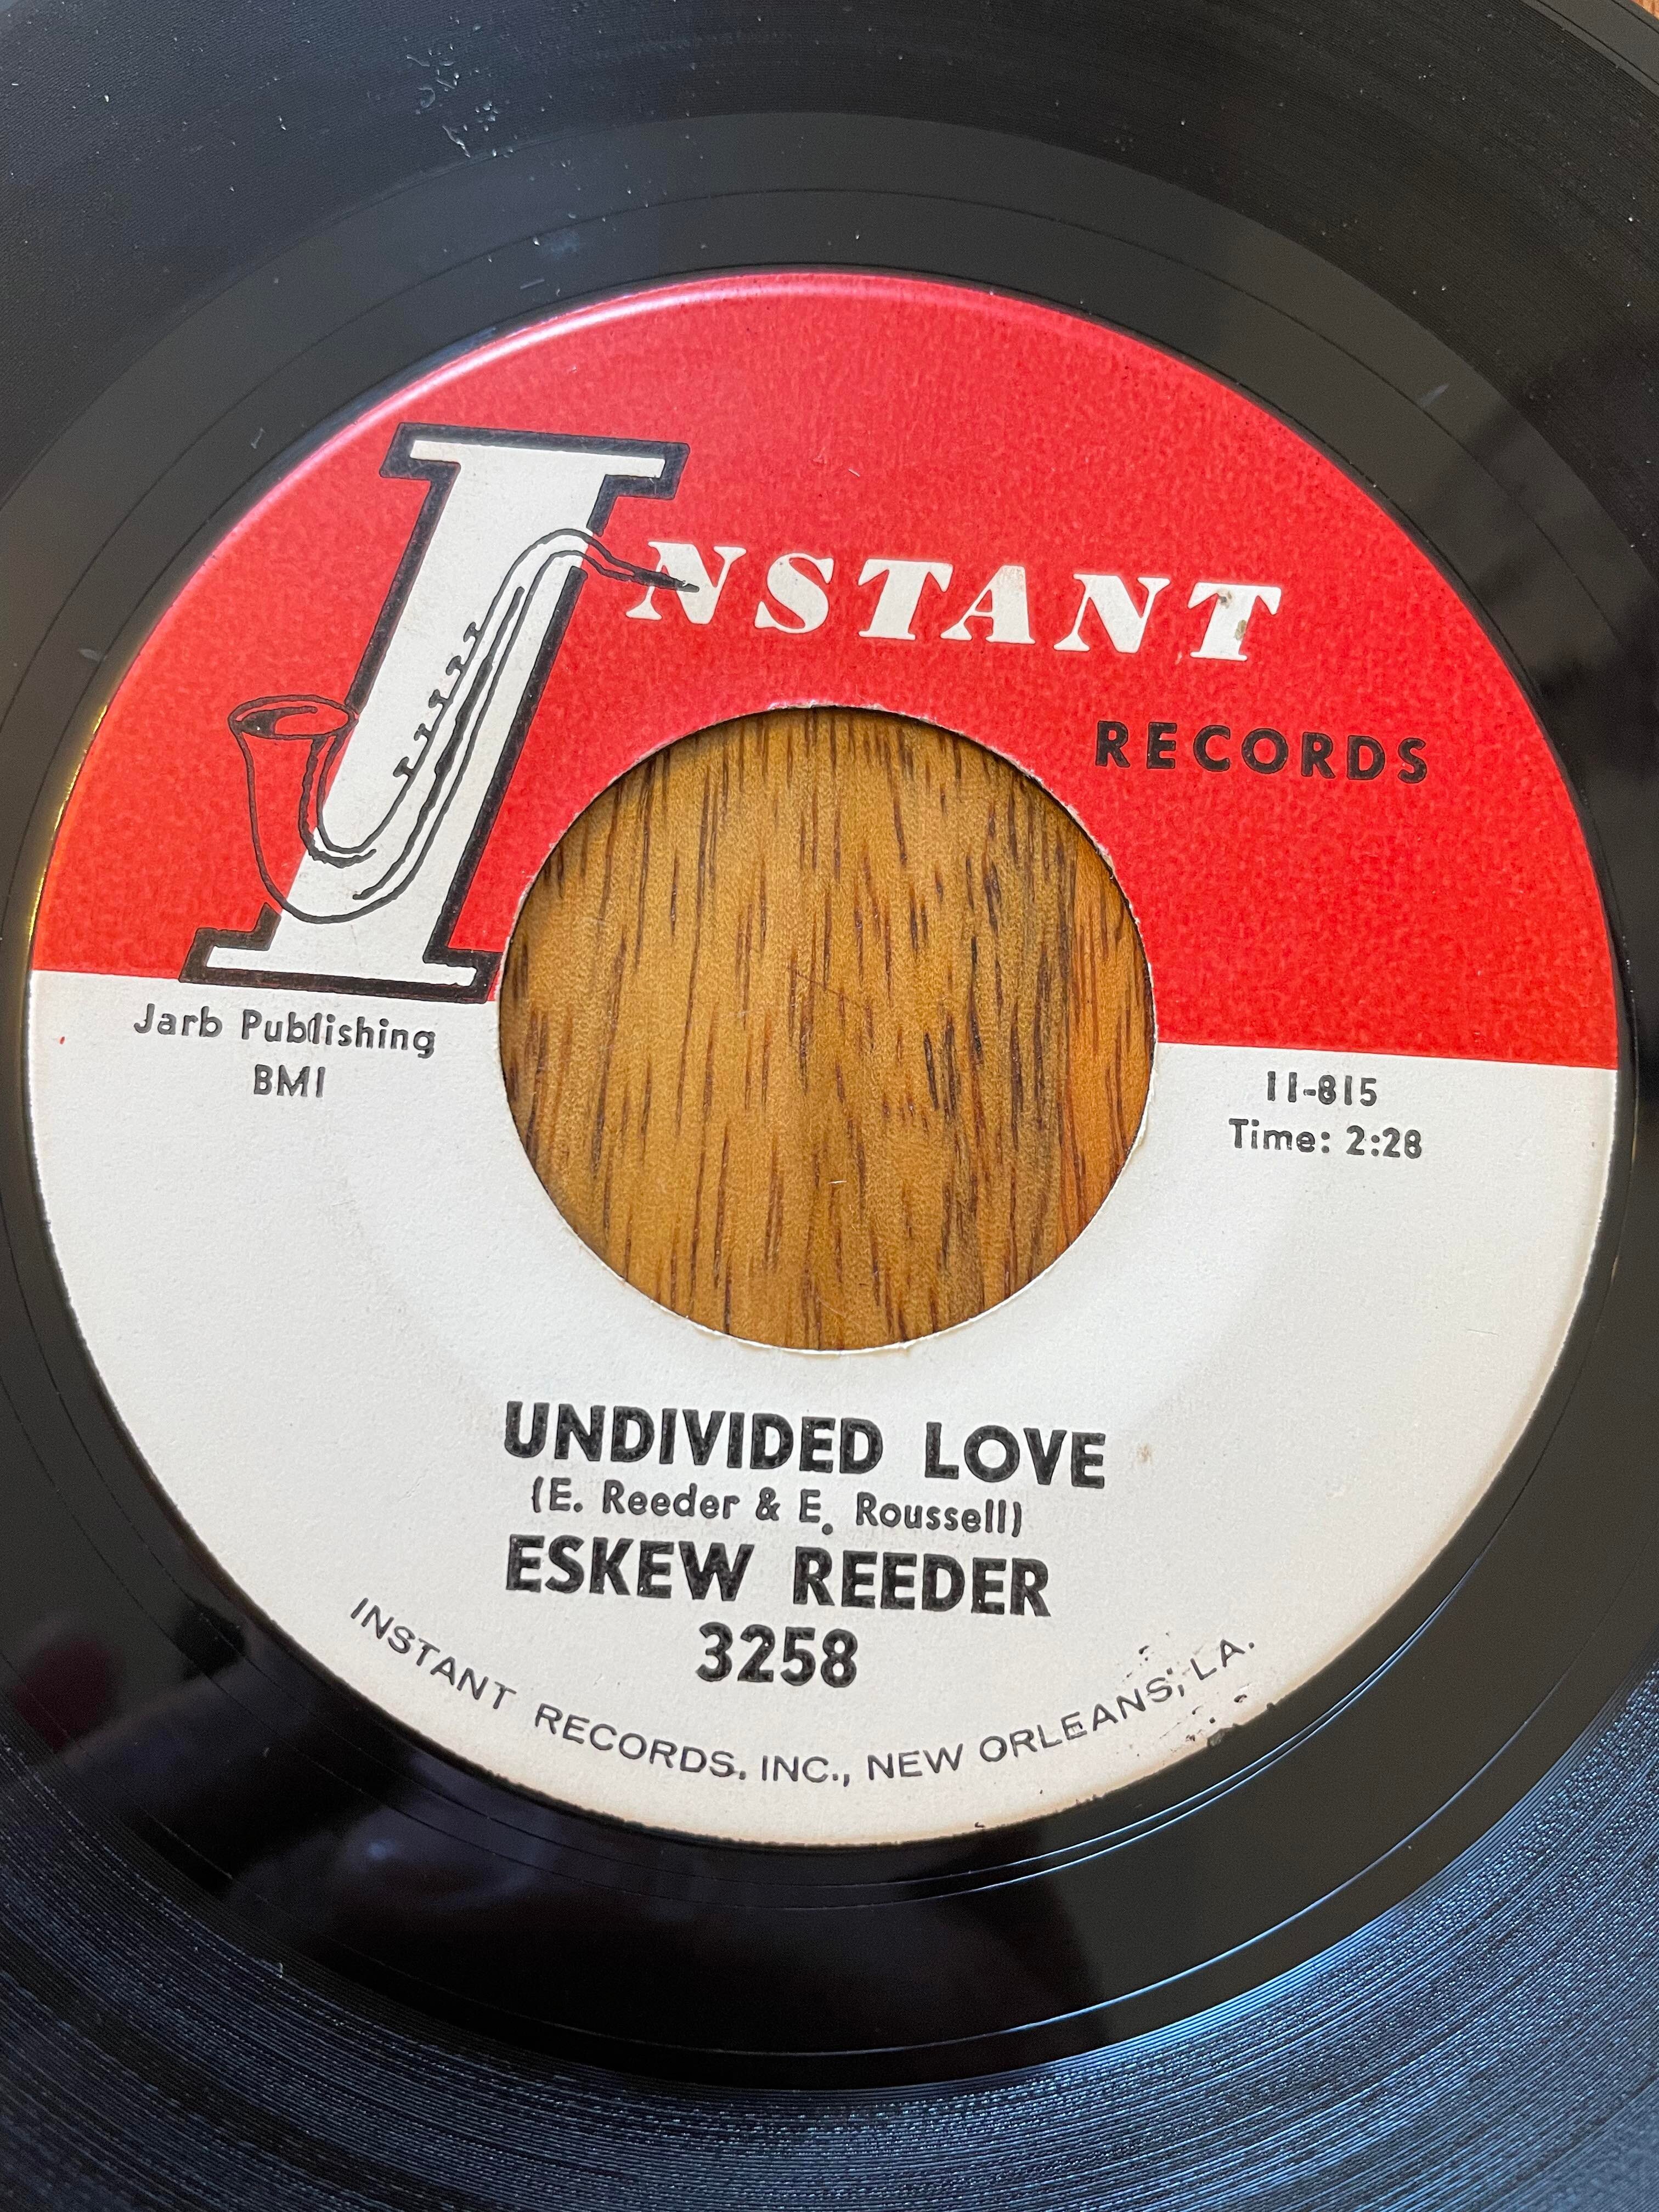 INSTANT
RECORDS
Jarb Publishing
BMI
11-815
Time: 2:28
UNDIVIDED LOVE
(E. Reeder & E. Roussell)
ESKEW REEDER
3258
INSTANT RECORDS, INC., NEW ORLEANS, LA.